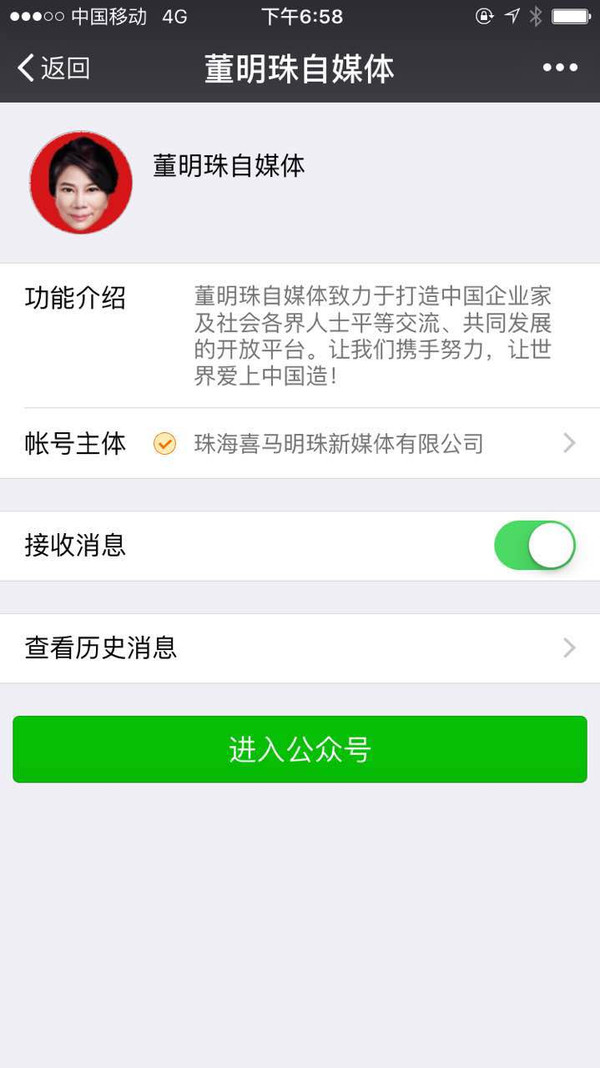 中国移动 4G 下午6:58
返回 董明珠自媒体
董明珠自媒体
功能介绍 董明珠自媒体致力于打造中国企业家
及社会各界人士平等交流、共同发展
的开放平台。让我们携手努力，让世
界爱上中国造！
帐号主体 珠海喜马明珠新媒体有限公司
接收消息
查看历史消息
进入公众号